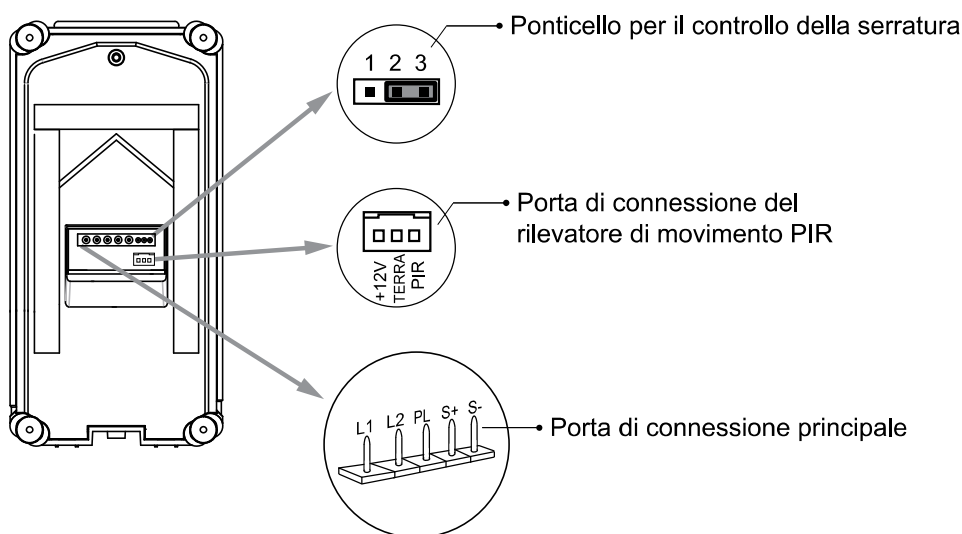 Ponticello per il controllo della serratura
1 2 3
Porta di connessione del
rilevatore di movimento PIR
+12V
TERRA
PIR
L1 L2 PL S+ S-
Porta di connessione principale